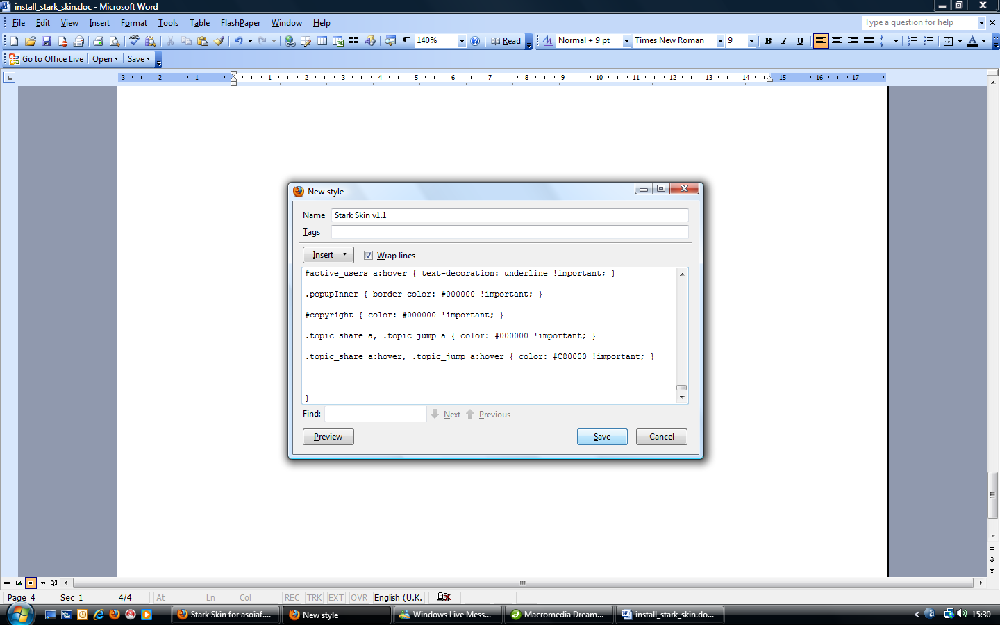 install_stark_skin.doc - Microsoft Word
File Edit View Insert Format Tools Table FlashPaper Window Help
Type a question for help
140% Read Normal + 9 pt Times New Roman 9 B I U
Go to Office Live Open Save
3 2 1 1 2 3 4 5 6 7 8 9 10 11 12 13 14 15 16 17
New style
Name Stark Skin v1.1
Tags
Insert Wrap lines
#active_users a:hover { text-decoration: underline !important; }
.popupInner { border-color: #000000 !important; }
#copyright { color: #000000 !important; }
.topic_share a, .topic_jump a { color: #000000 !important; }
.topic_share a:hover, .topic_jump a:hover { color: #C80000 !important; }
}
Find: Next Previous
Preview Save Cancel
Page 4 Sec 1 4/4 At Ln Col REC TRK EXT OVR English (U.K.
Stark Skin for asoiaf.... New style Windows Live Mess... Macromedia Dream... install_stark_skin.do... 15:30